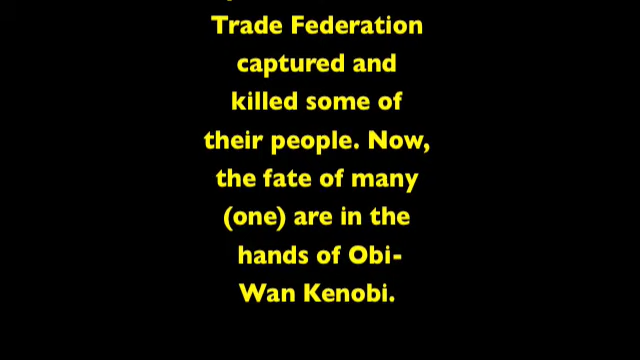 Trade Federation
captured and
killed some of
their people. Now,
the fate of many
(one) are in the
hands of Obi-
Wan Kenobi.